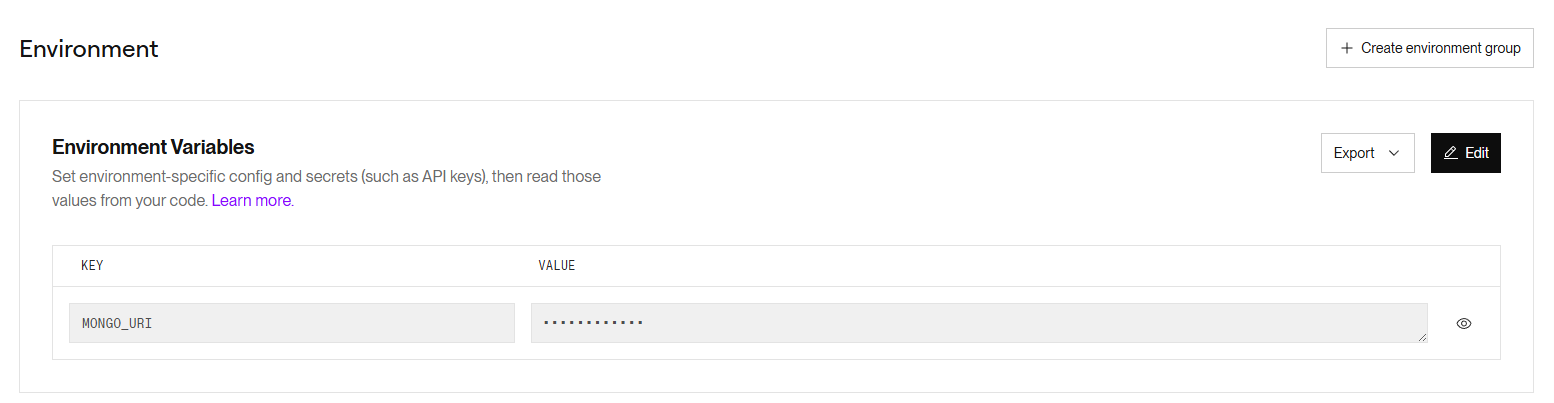 Environment
Create environment group
Environment Variables
Export
Edit
Set environment-specific config and secrets (such as API keys), then read those
values from your code. Learn more.
KEY
VALUE
MONGO_URI
············